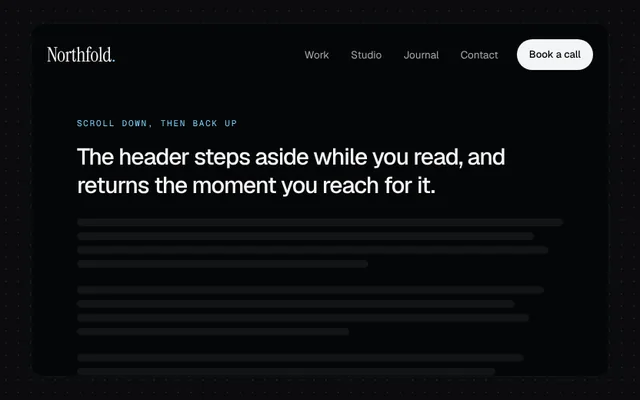 Northfold.
Work Studio Journal Contact Book a call
SCROLL DOWN, THEN BACK UP
The header steps aside while you read, and
returns the moment you reach for it.